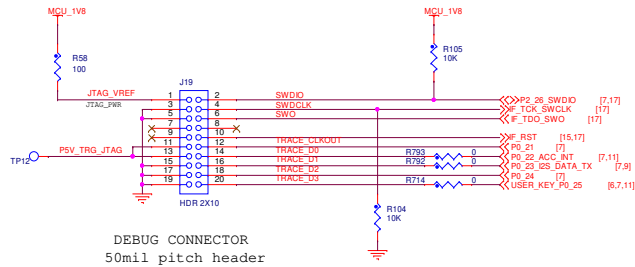 MCU_1V8
MCU_1V8
R58
100
R105
10K
J19
JTAG_VREF
JTAG_PWR
1
2
SWDIO
P2_26_SWDIO [7,17]
3
4
SWDCLK
IF_TCK_SWCLK [17]
5
6
SWO
IF_TDO_SWO [17]
7
8
9
10
IF_RST [15,17]
11
12
TRACE_CLKOUT
P0_21 [7]
TP12
P5V_TRG_JTAG
13
14
TRACE_D0
R793
0
P0_22_ACC_INT [7,11]
15
16
TRACE_D1
R792
0
P0_23_I2S_DATA_TX [7,9]
17
18
TRACE_D2
P0_24 [7]
19
20
TRACE_D3
R714
0
USER_KEY_P0_25 [6,7,11]
HDR 2X10
R104
10K
DEBUG CONNECTOR
50mil pitch header